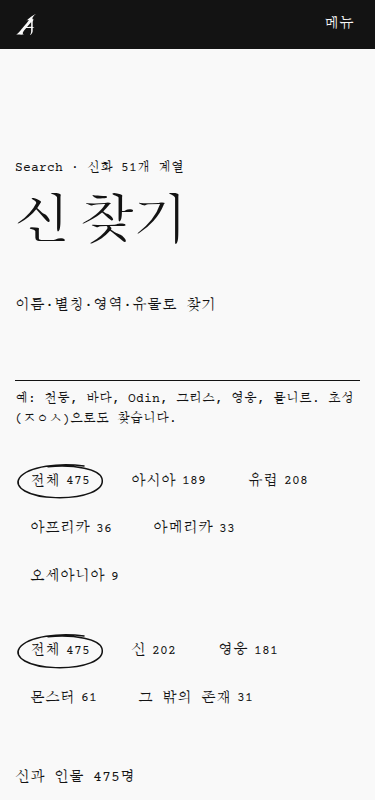 A 메뉴
Search · 신화 51개 계열
신 찾기
이름·별칭·영역·유물로 찾기
예: 천둥, 바다, Odin, 그리스, 영웅, 묠니르. 초성
(ㅈㅇㅅ)으로도 찾습니다.
전체 475 아시아 189 유럽 208
아프리카 36 아메리카 33
오세아니아 9
전체 475 신 202 영웅 181
몬스터 61 그 밖의 존재 31
신과 인물 475명